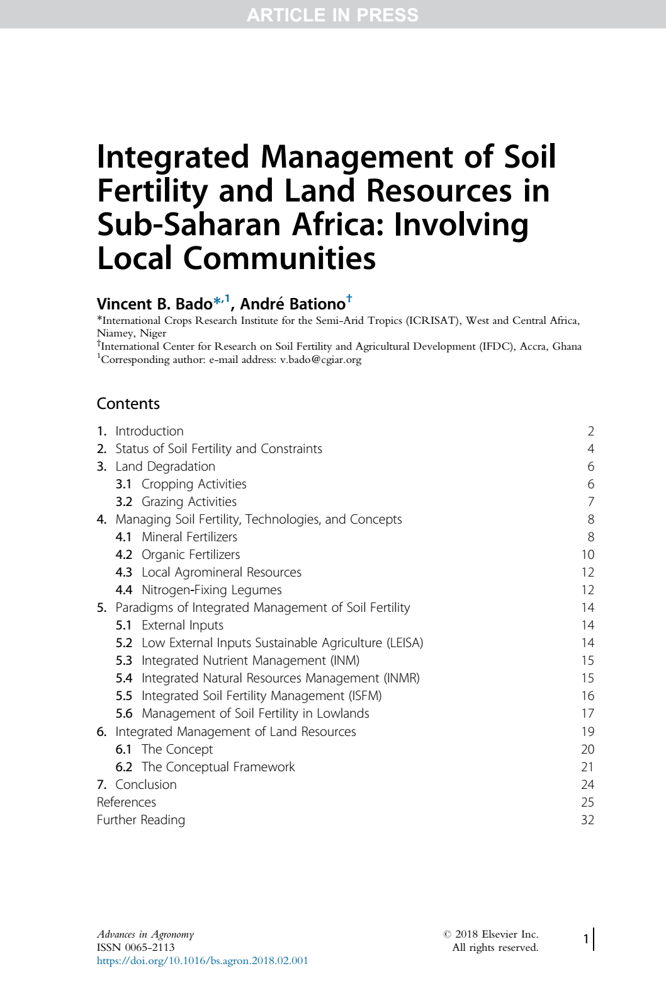 ARTICLE IN PRESS
Integrated Management of Soil
Fertility and Land Resources in
Sub-Saharan Africa: Involving
Local Communities
Vincent B. Bado*,1, André Bationo†
*International Crops Research Institute for the Semi-Arid Tropics (ICRISAT), West and Central Africa,
Niamey, Niger
†International Center for Research on Soil Fertility and Agricultural Development (IFDC), Accra, Ghana
1Corresponding author: e-mail address: v.bado@cgiar.org
Contents
1. Introduction 2
2. Status of Soil Fertility and Constraints 4
3. Land Degradation 6
3.1 Cropping Activities 6
3.2 Grazing Activities 7
4. Managing Soil Fertility, Technologies, and Concepts 8
4.1 Mineral Fertilizers 8
4.2 Organic Fertilizers 10
4.3 Local Agromineral Resources 12
4.4 Nitrogen-Fixing Legumes 12
5. Paradigms of Integrated Management of Soil Fertility 14
5.1 External Inputs 14
5.2 Low External Inputs Sustainable Agriculture (LEISA) 14
5.3 Integrated Nutrient Management (INM) 15
5.4 Integrated Natural Resources Management (INMR) 15
5.5 Integrated Soil Fertility Management (ISFM) 16
5.6 Management of Soil Fertility in Lowlands 17
6. Integrated Management of Land Resources 19
6.1 The Concept 20
6.2 The Conceptual Framework 21
7. Conclusion 24
References 25
Further Reading 32
Advances in Agronomy © 2018 Elsevier Inc. 1
ISSN 0065-2113 All rights reserved.
https://doi.org/10.1016/bs.agron.2018.02.001